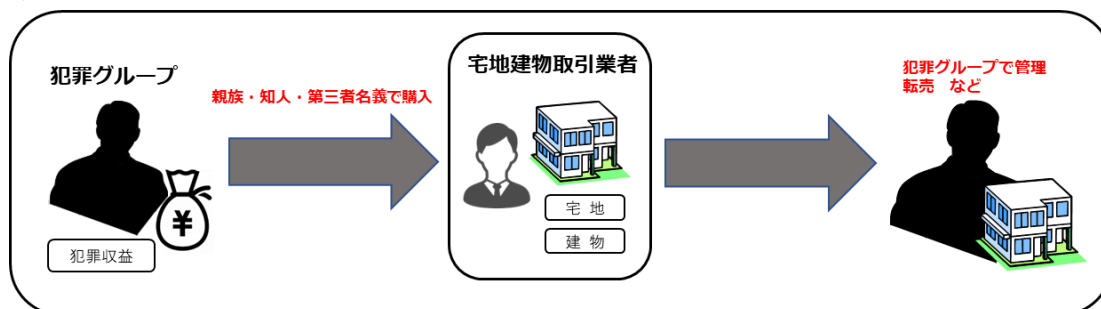 犯罪グループ
¥
犯罪収益
親族・知人・第三者名義で購入
宅地建物取引業者
宅 地
建 物
犯罪グループで管理
転売 など